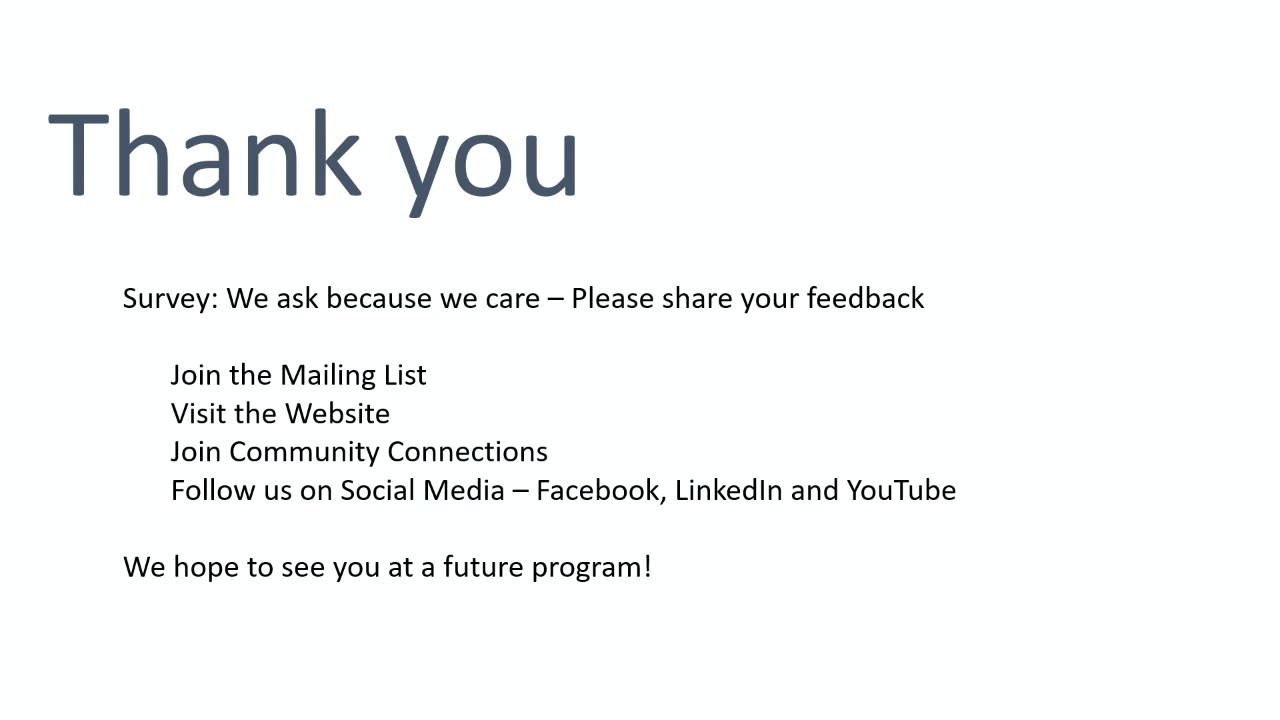 Thank you
Survey: We ask because we care – Please share your feedback
Join the Mailing List
Visit the Website
Join Community Connections
Follow us on Social Media – Facebook, LinkedIn and YouTube
We hope to see you at a future program!